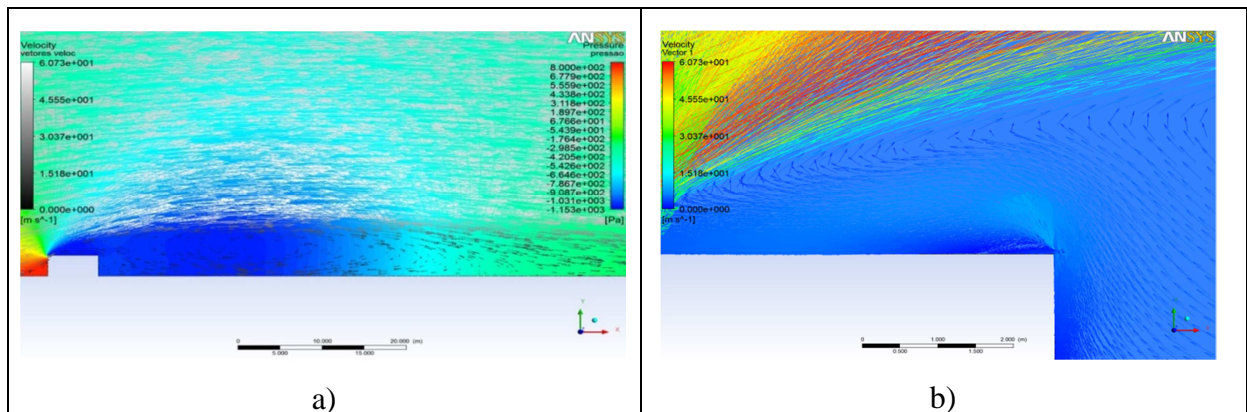 ANSYS
Velocity
vetores veloc
6.073e+001
4.555e+001
3.037e+001
1.518e+001
0.000e+000
[m s^-1]
Pressure
pressao
8.000e+002
6.779e+002
5.559e+002
4.338e+002
3.118e+002
1.897e+002
6.766e+001
-5.439e+001
-1.764e+002
-2.985e+002
-4.205e+002
-5.426e+002
-6.646e+002
-7.867e+002
-9.087e+002
-1.031e+003
-1.153e+003
[Pa]
Y
X
0 10.000 20.000 (m)
5.000 15.000
a)
ANSYS
Velocity
Vector 1
6.073e+001
4.555e+001
3.037e+001
1.518e+001
0.000e+000
[m s^-1]
Y
X
0 1.000 2.000 (m)
0.500 1.500
b)